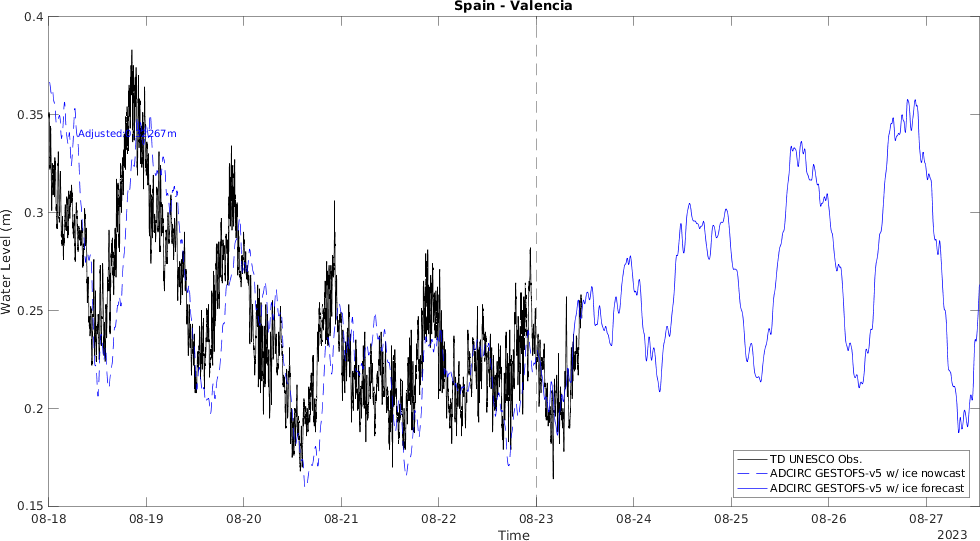 Spain - Valencia
0.4
0.35
0.3
0.25
0.2
0.15
Water Level (m)
Adjusted 267m
08-18 08-19 08-20 08-21 08-22 08-23 08-24 08-25 08-26 08-27
Time
2023
TD UNESCO Obs.
ADCIRC GESTOFS-v5 w/ ice nowcast
ADCIRC GESTOFS-v5 w/ ice forecast